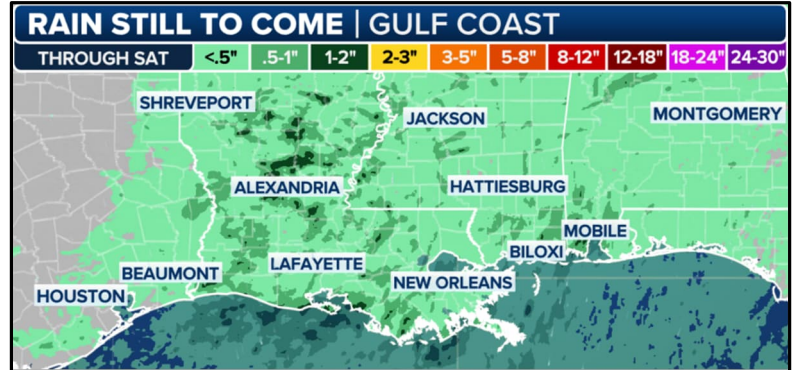 RAIN STILL TO COME | GULF COAST
THROUGH SAT <.5" .5-1" 1-2" 2-3" 3-5" 5-8" 8-12" 12-18" 18-24" 24-30"
SHREVEPORT
JACKSON
MONTGOMERY
ALEXANDRIA
HATTIESBURG
MOBILE
BILOXI
LAFAYETTE
BEAUMONT
NEW ORLEANS
HOUSTON